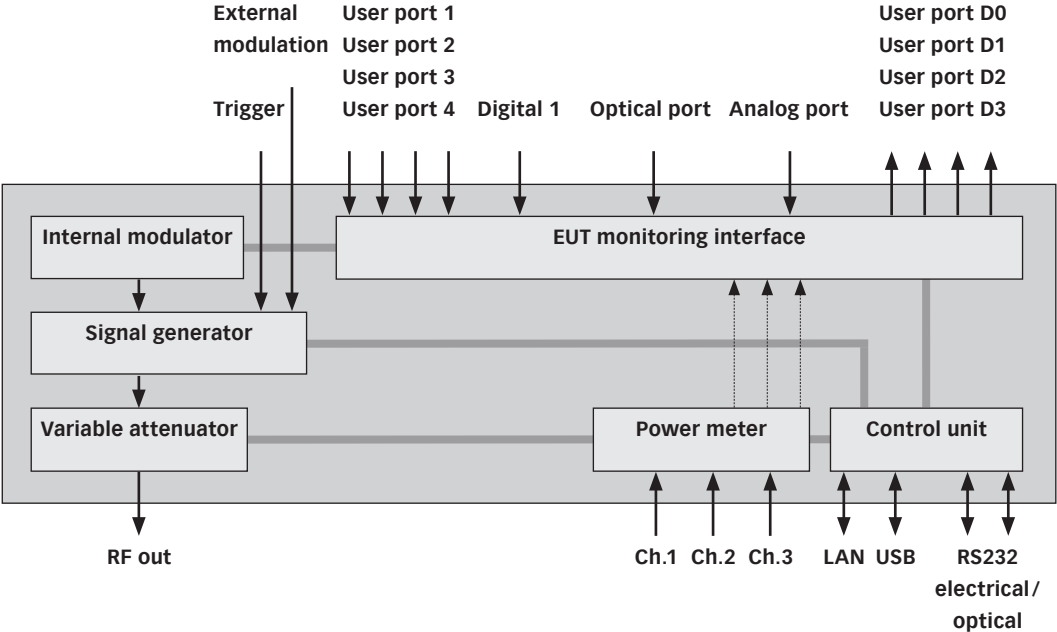 External
modulation
Trigger
User port 1
User port 2
User port 3
User port 4
Digital 1
Optical port
Analog port
User port D0
User port D1
User port D2
User port D3
Internal modulator
EUT monitoring interface
Signal generator
Variable attenuator
Power meter
Control unit
RF out
Ch.1
Ch.2
Ch.3
LAN
USB
RS232
electrical/
optical